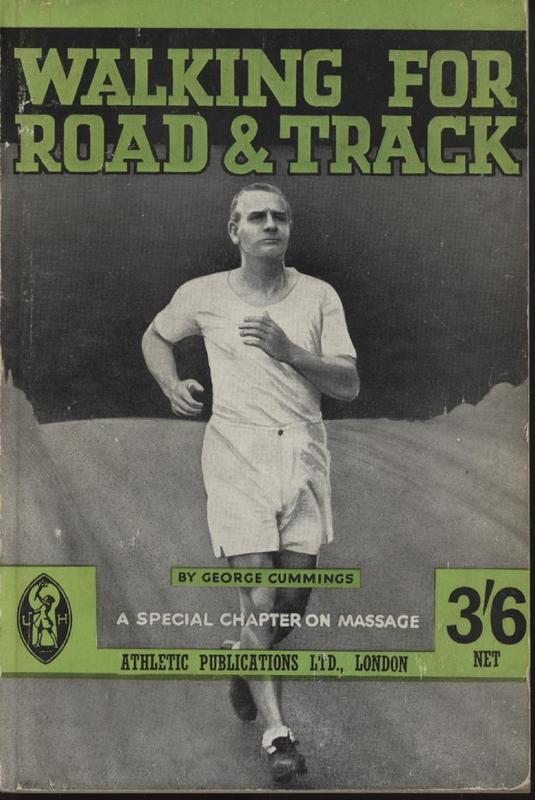 WALKING FOR
ROAD & TRACK
BY GEORGE CUMMINGS
A SPECIAL CHAPTER ON MASSAGE
3'6
NET
L H
ATHLETIC PUBLICATIONS LTD., LONDON